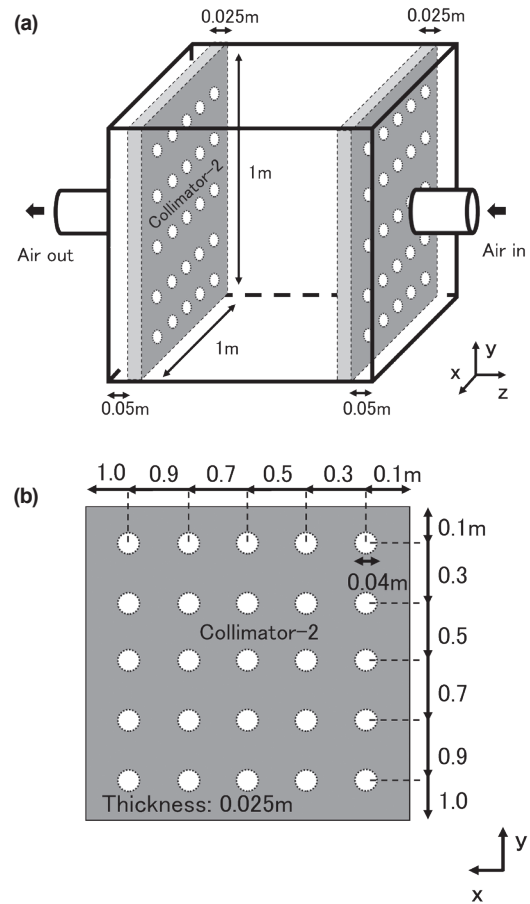 (a)
0.025m
0.025m
Collimator-2
1m
Air out
Air in
1m
0.05m
0.05m
y
x
z
(b)
1.0 0.9 0.7 0.5 0.3 0.1m
0.1m
0.04m
0.3
Collimator-2
0.5
0.7
0.9
Thickness: 0.025m
1.0
y
x